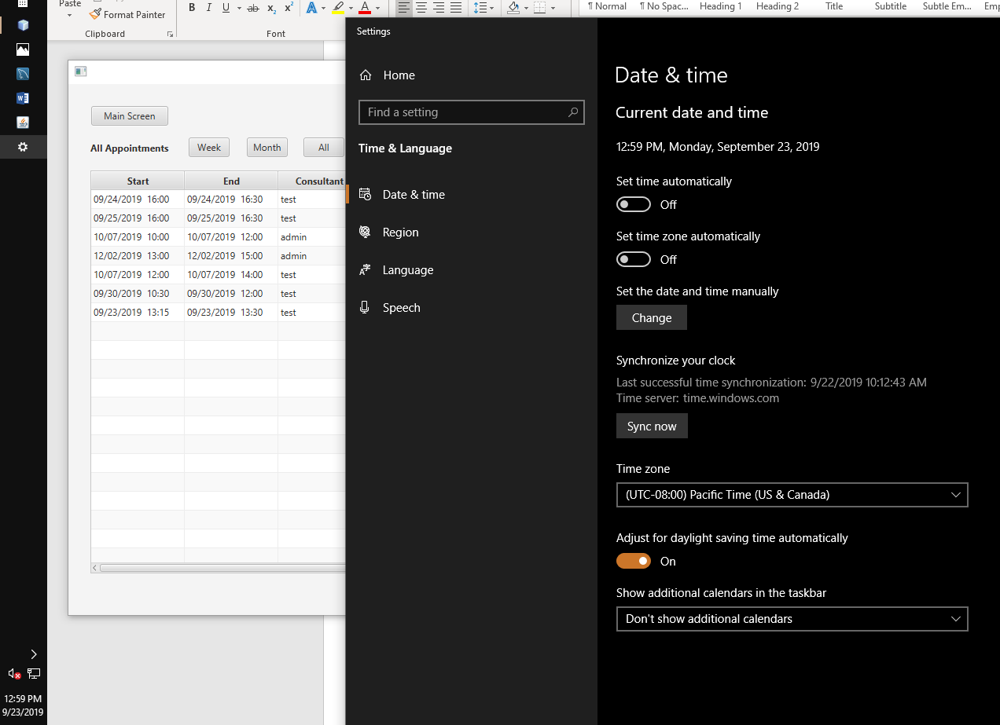 Paste
Format Painter
Clipboard
B I U ab x₂ x² A A
Font
¶ Normal ¶ No Spac... Heading 1 Heading 2 Title Subtitle Subtle Em...
Main Screen
All Appointments Week Month All
Start End Consultant
09/24/2019 16:00 09/24/2019 16:30 test
09/25/2019 16:00 09/25/2019 16:30 test
10/07/2019 10:00 10/07/2019 12:00 admin
12/02/2019 13:00 12/02/2019 15:00 admin
10/07/2019 12:00 10/07/2019 14:00 test
09/30/2019 10:30 09/30/2019 12:00 test
09/23/2019 13:15 09/23/2019 13:30 test
Settings
Home
Find a setting
Time & Language
Date & time
Region
Language
Speech
Date & time
Current date and time
12:59 PM, Monday, September 23, 2019
Set time automatically
Off
Set time zone automatically
Off
Set the date and time manually
Change
Synchronize your clock
Last successful time synchronization: 9/22/2019 10:12:43 AM
Time server: time.windows.com
Sync now
Time zone
(UTC-08:00) Pacific Time (US & Canada)
Adjust for daylight saving time automatically
On
Show additional calendars in the taskbar
Don't show additional calendars
12:59 PM
9/23/2019